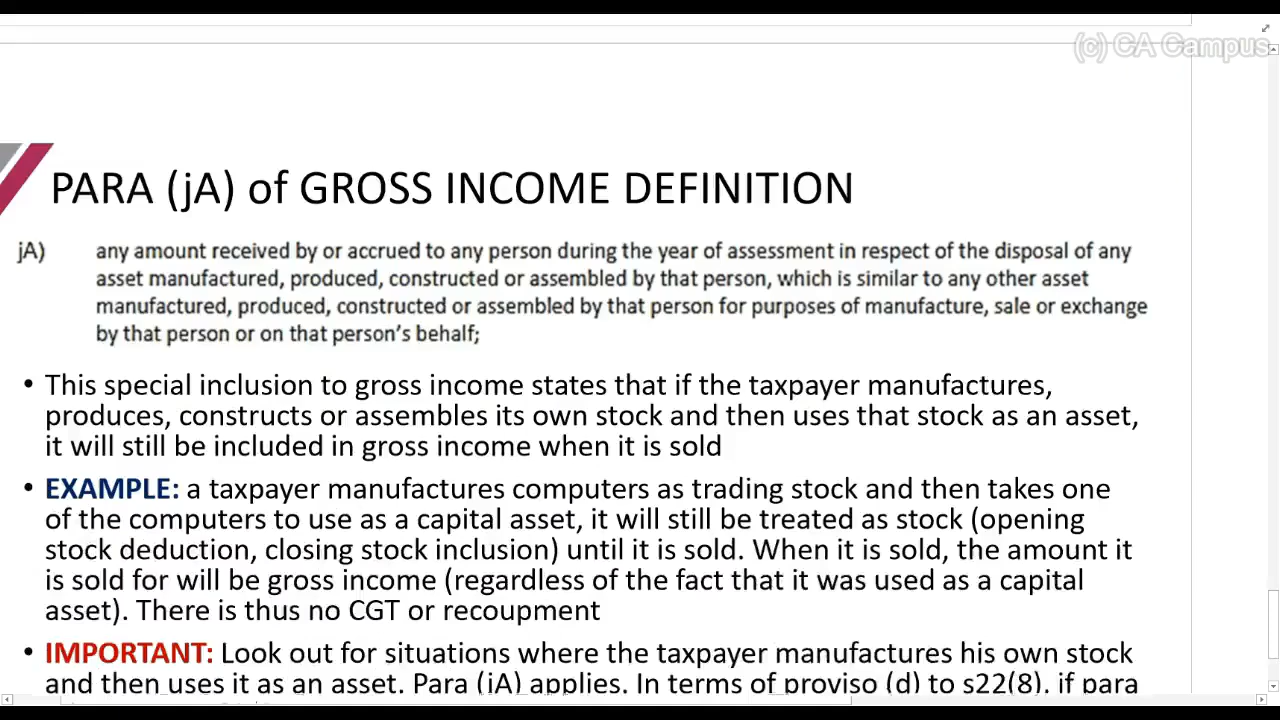 (c) CA Campus
PARA (jA) of GROSS INCOME DEFINITION
jA) any amount received by or accrued to any person during the year of assessment in respect of the disposal of any
asset manufactured, produced, constructed or assembled by that person, which is similar to any other asset
manufactured, produced, constructed or assembled by that person for purposes of manufacture, sale or exchange
by that person or on that person's behalf;
• This special inclusion to gross income states that if the taxpayer manufactures,
produces, constructs or assembles its own stock and then uses that stock as an asset,
it will still be included in gross income when it is sold
• EXAMPLE: a taxpayer manufactures computers as trading stock and then takes one
of the computers to use as a capital asset, it will still be treated as stock (opening
stock deduction, closing stock inclusion) until it is sold. When it is sold, the amount it
is sold for will be gross income (regardless of the fact that it was used as a capital
asset). There is thus no CGT or recoupment
• IMPORTANT: Look out for situations where the taxpayer manufactures his own stock
and then uses it as an asset. Para (jA) applies. In terms of proviso (d) to s22(8), if para